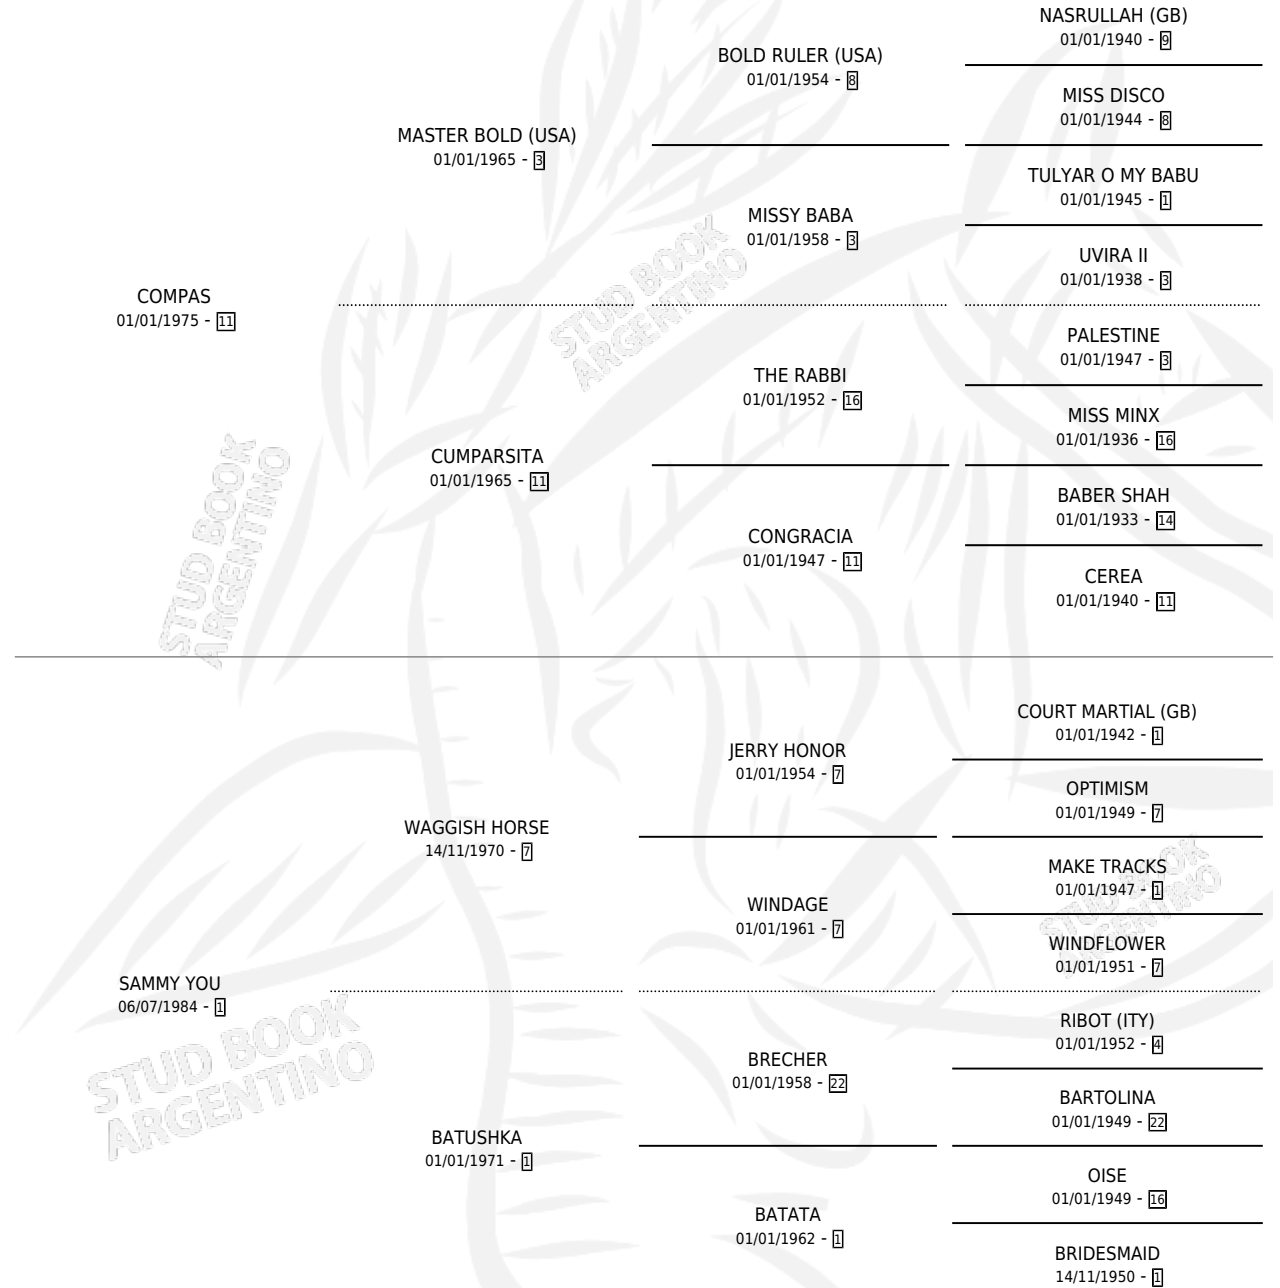 NASRULLAH (GB)
01/01/1940 - 9
BOLD RULER (USA)
01/01/1954 - 8
MISS DISCO
01/01/1944 - 8
MASTER BOLD (USA)
01/01/1965 - 3
TULYAR O MY BABU
01/01/1945 - 1
MISSY BABA
01/01/1958 - 3
UVIRA II
01/01/1938 - 3
COMPAS
01/01/1975 - 11
PALESTINE
01/01/1947 - 3
THE RABBI
01/01/1952 - 16
MISS MINX
01/01/1936 - 16
CUMPARSITA
01/01/1965 - 11
BABER SHAH
01/01/1933 - 14
CONGRACIA
01/01/1947 - 11
CEREA
01/01/1940 - 11
STUD BOOK
ARGENTINO
STUD BOOK
ARGENTINO
COURT MARTIAL (GB)
01/01/1942 - 1
JERRY HONOR
01/01/1954 - 7
OPTIMISM
01/01/1949 - 7
WAGGISH HORSE
14/11/1970 - 7
MAKE TRACKS
01/01/1947 - 1
WINDAGE
01/01/1961 - 7
WINDFLOWER
01/01/1951 - 7
SAMMY YOU
06/07/1984 - 1
RIBOT (ITY)
01/01/1952 - 4
BRECHER
01/01/1958 - 22
BARTOLINA
01/01/1949 - 22
BATUSHKA
01/01/1971 - 1
OISE
01/01/1949 - 16
BATATA
01/01/1962 - 1
BRIDESMAID
14/11/1950 - 1
STUD BOOK
ARGENTINO
STUD BOOK
ARGENTINO